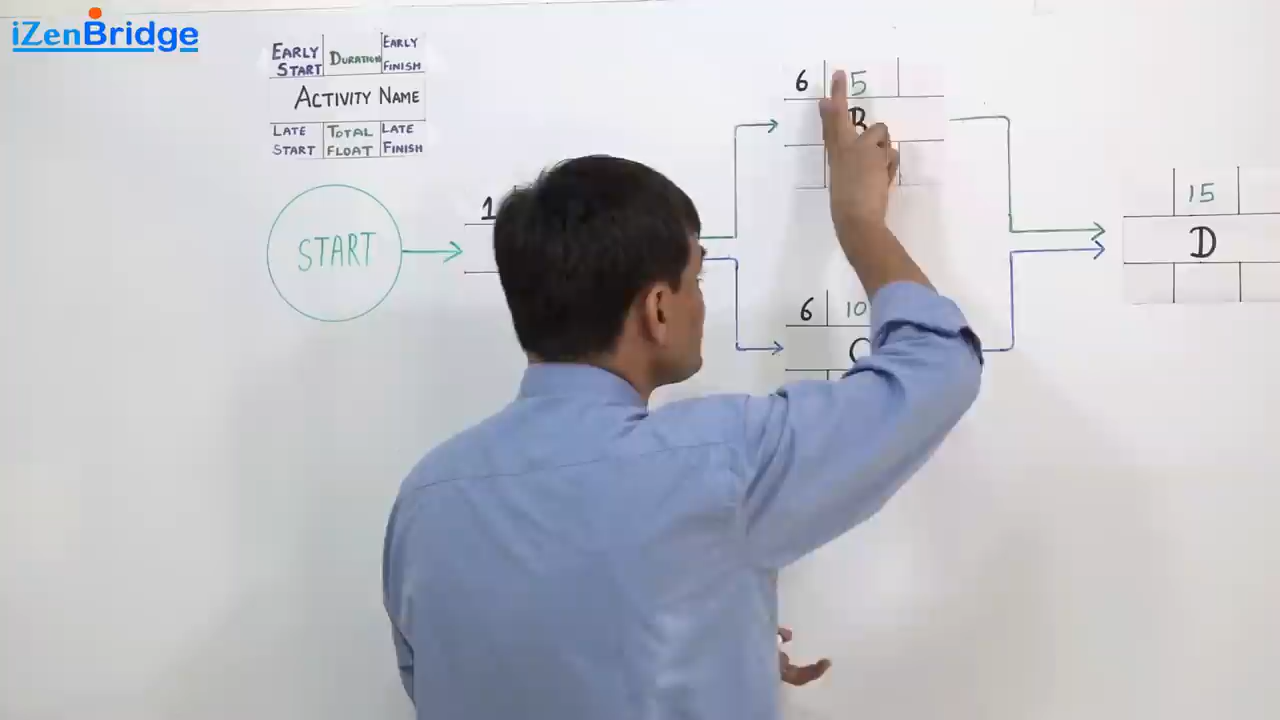 iZenBridge
EARLY START
DURATION
EARLY FINISH
ACTIVITY NAME
LATE START
TOTAL FLOAT
LATE FINISH
START
1
6
5
B
6
10
C
15
D